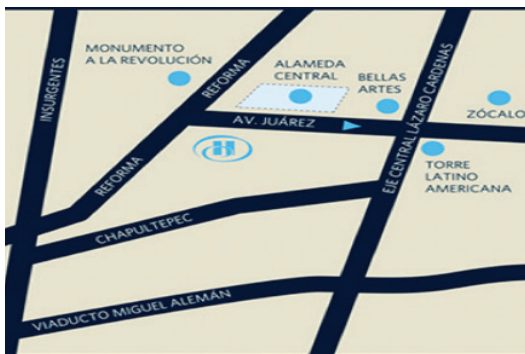 MONUMENTO
A LA REVOLUCIÓN
INSURGENTES
REFORMA
ALAMEDA
CENTRAL
BELLAS
ARTES
ZÓCALO
AV. JUÁREZ
EJE CENTRAL LÁZARO CARDENAS
TORRE
LATINO
AMERICANA
REFORMA
CHAPULTEPEC
VIADUCTO MIGUEL ALEMÁN